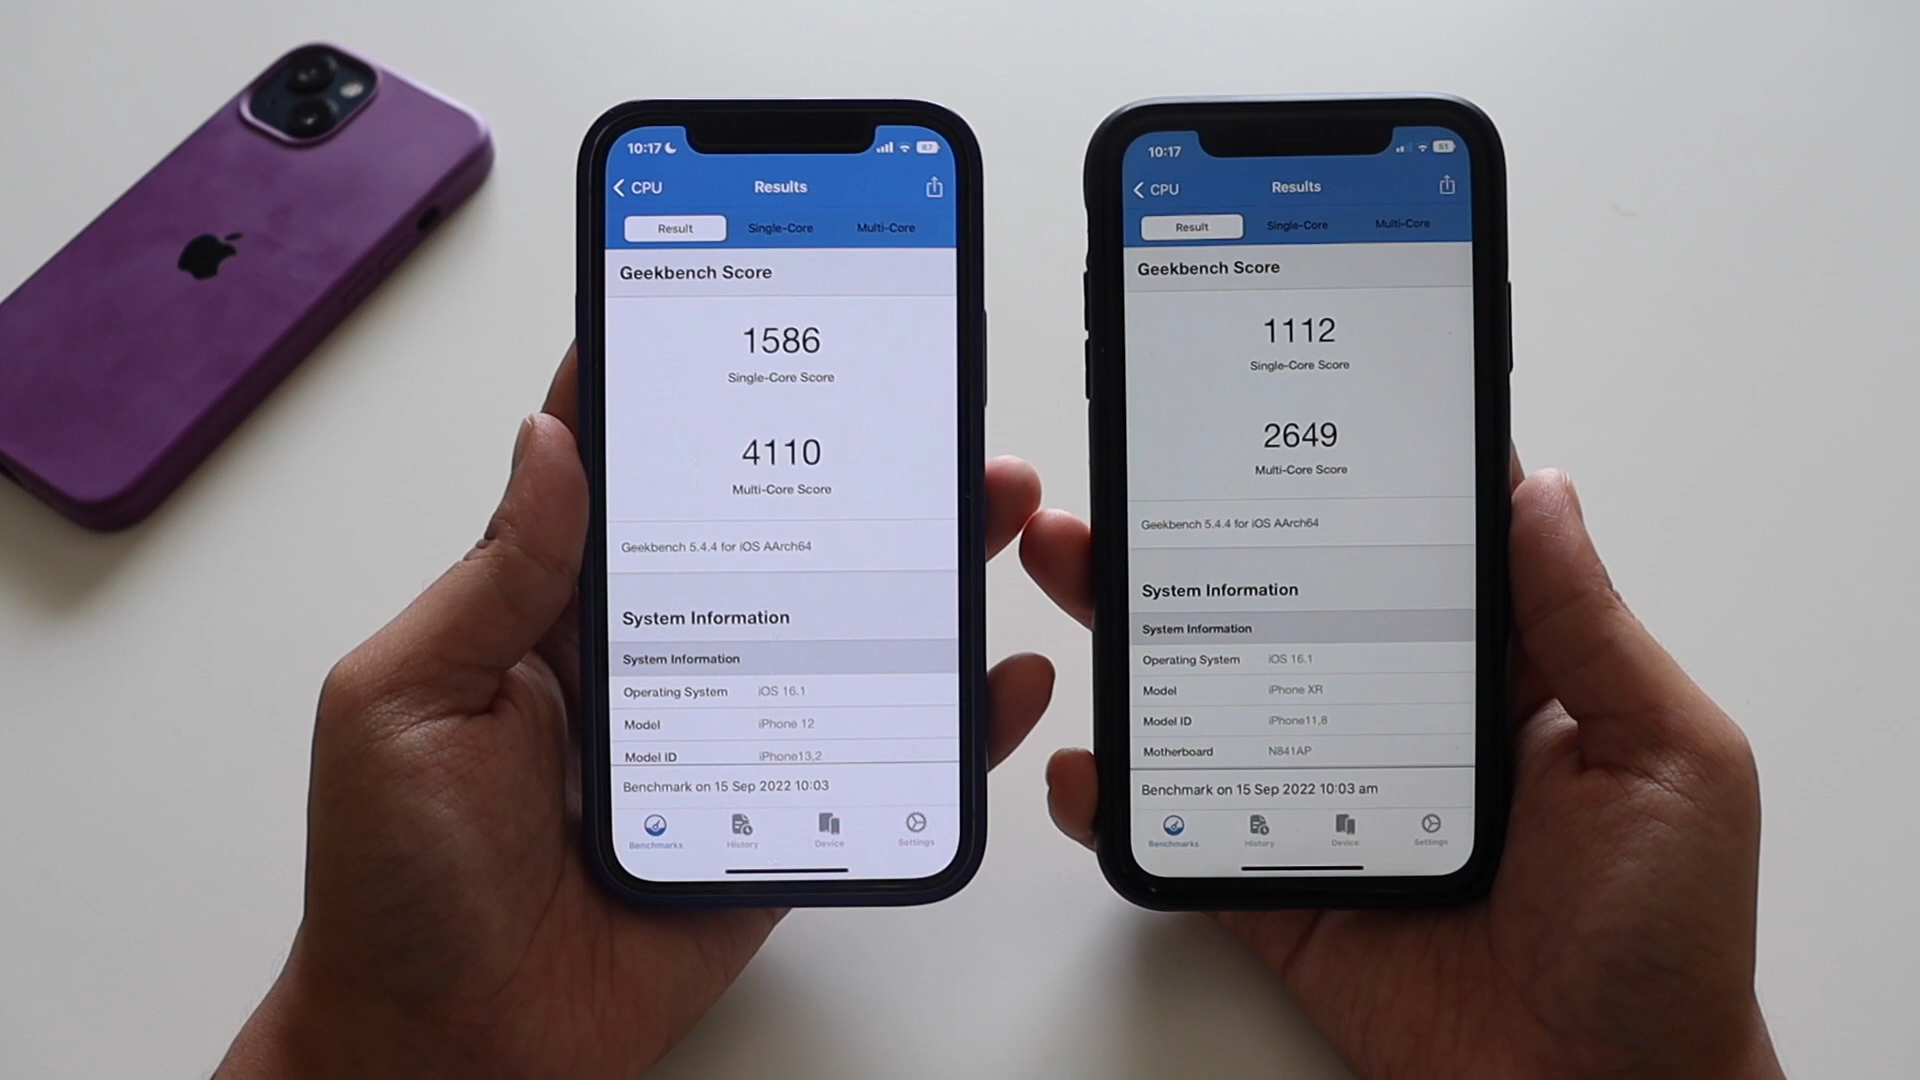 10:17
67
CPU
Results
Result
Single-Core
Multi-Core
Geekbench Score
1586
Single-Core Score
4110
Multi-Core Score
Geekbench 5.4.4 for iOS AArch64
System Information
System Information
Operating System iOS 16.1
Model iPhone 12
Model ID iPhone13,2
Benchmark on 15 Sep 2022 10:03
Benchmarks
History
Device
Settings
10:17
51
CPU
Results
Result
Single-Core
Multi-Core
Geekbench Score
1112
Single-Core Score
2649
Multi-Core Score
Geekbench 5.4.4 for iOS AArch64
System Information
System Information
Operating System iOS 16.1
Model iPhone XR
Model ID iPhone11,8
Motherboard N841AP
Benchmark on 15 Sep 2022 10:03 am
Benchmarks
History
Device
Settings